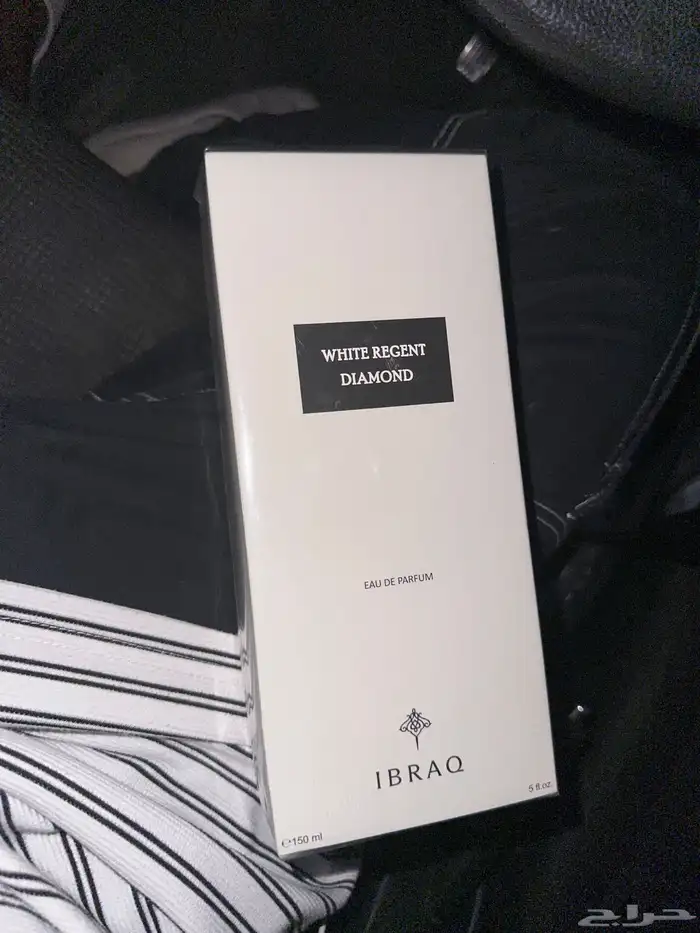 WHITE REGENT
DIAMOND
EAU DE PARFUM
IBRAQ
℮150 ml
5 fl.oz.
حراج